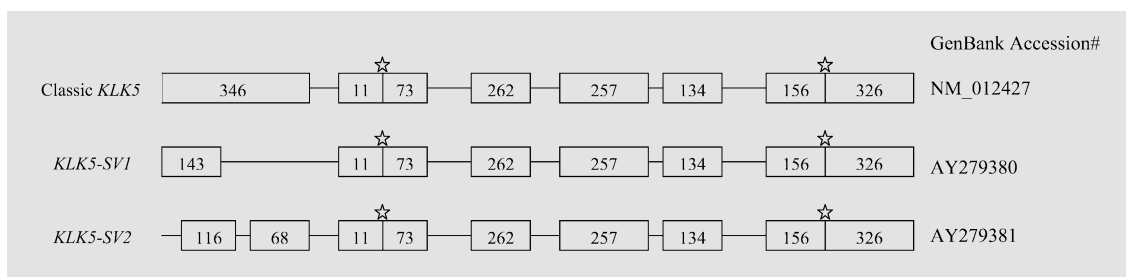 GenBank Accession#
Classic KLK5 346 11 73 262 257 134 156 326 NM_012427
KLK5-SV1 143 11 73 262 257 134 156 326 AY279380
KLK5-SV2 116 68 11 73 262 257 134 156 326 AY279381